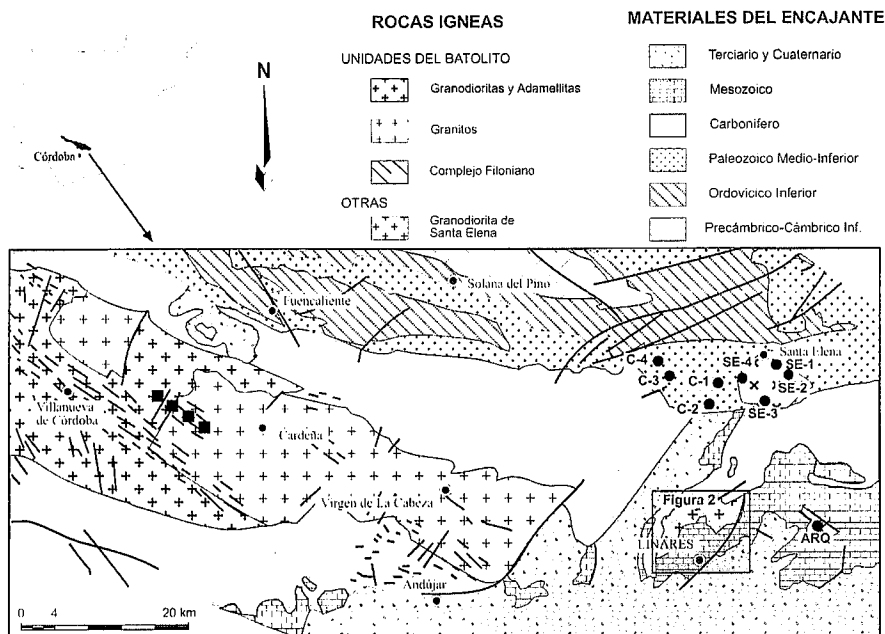 ROCAS IGNEAS
UNIDADES DEL BATOLITO
Granodioritas y Adamellitas
Granitos
Complejo Filoniano
OTRAS
Granodiorita de
Santa Elena
MATERIALES DEL ENCAJANTE
Terciario y Cuaternario
Mesozoico
Carbonifero
Paleozoico Medio-Inferior
Ordovicico Inferior
Precámbrico-Cámbrico Inf.
N
Córdoba
Solana del Pino
Fuencaliente
Santa Elena
C-4
SE-4
SE-1
C-3
C-1
SE-2
C-2
SE-3
Villanueva
de Córdoba
Cardeña
Virgen de La Cabeza
Figura 2
LINARES
ARQ
Andújar
0 4 20 km